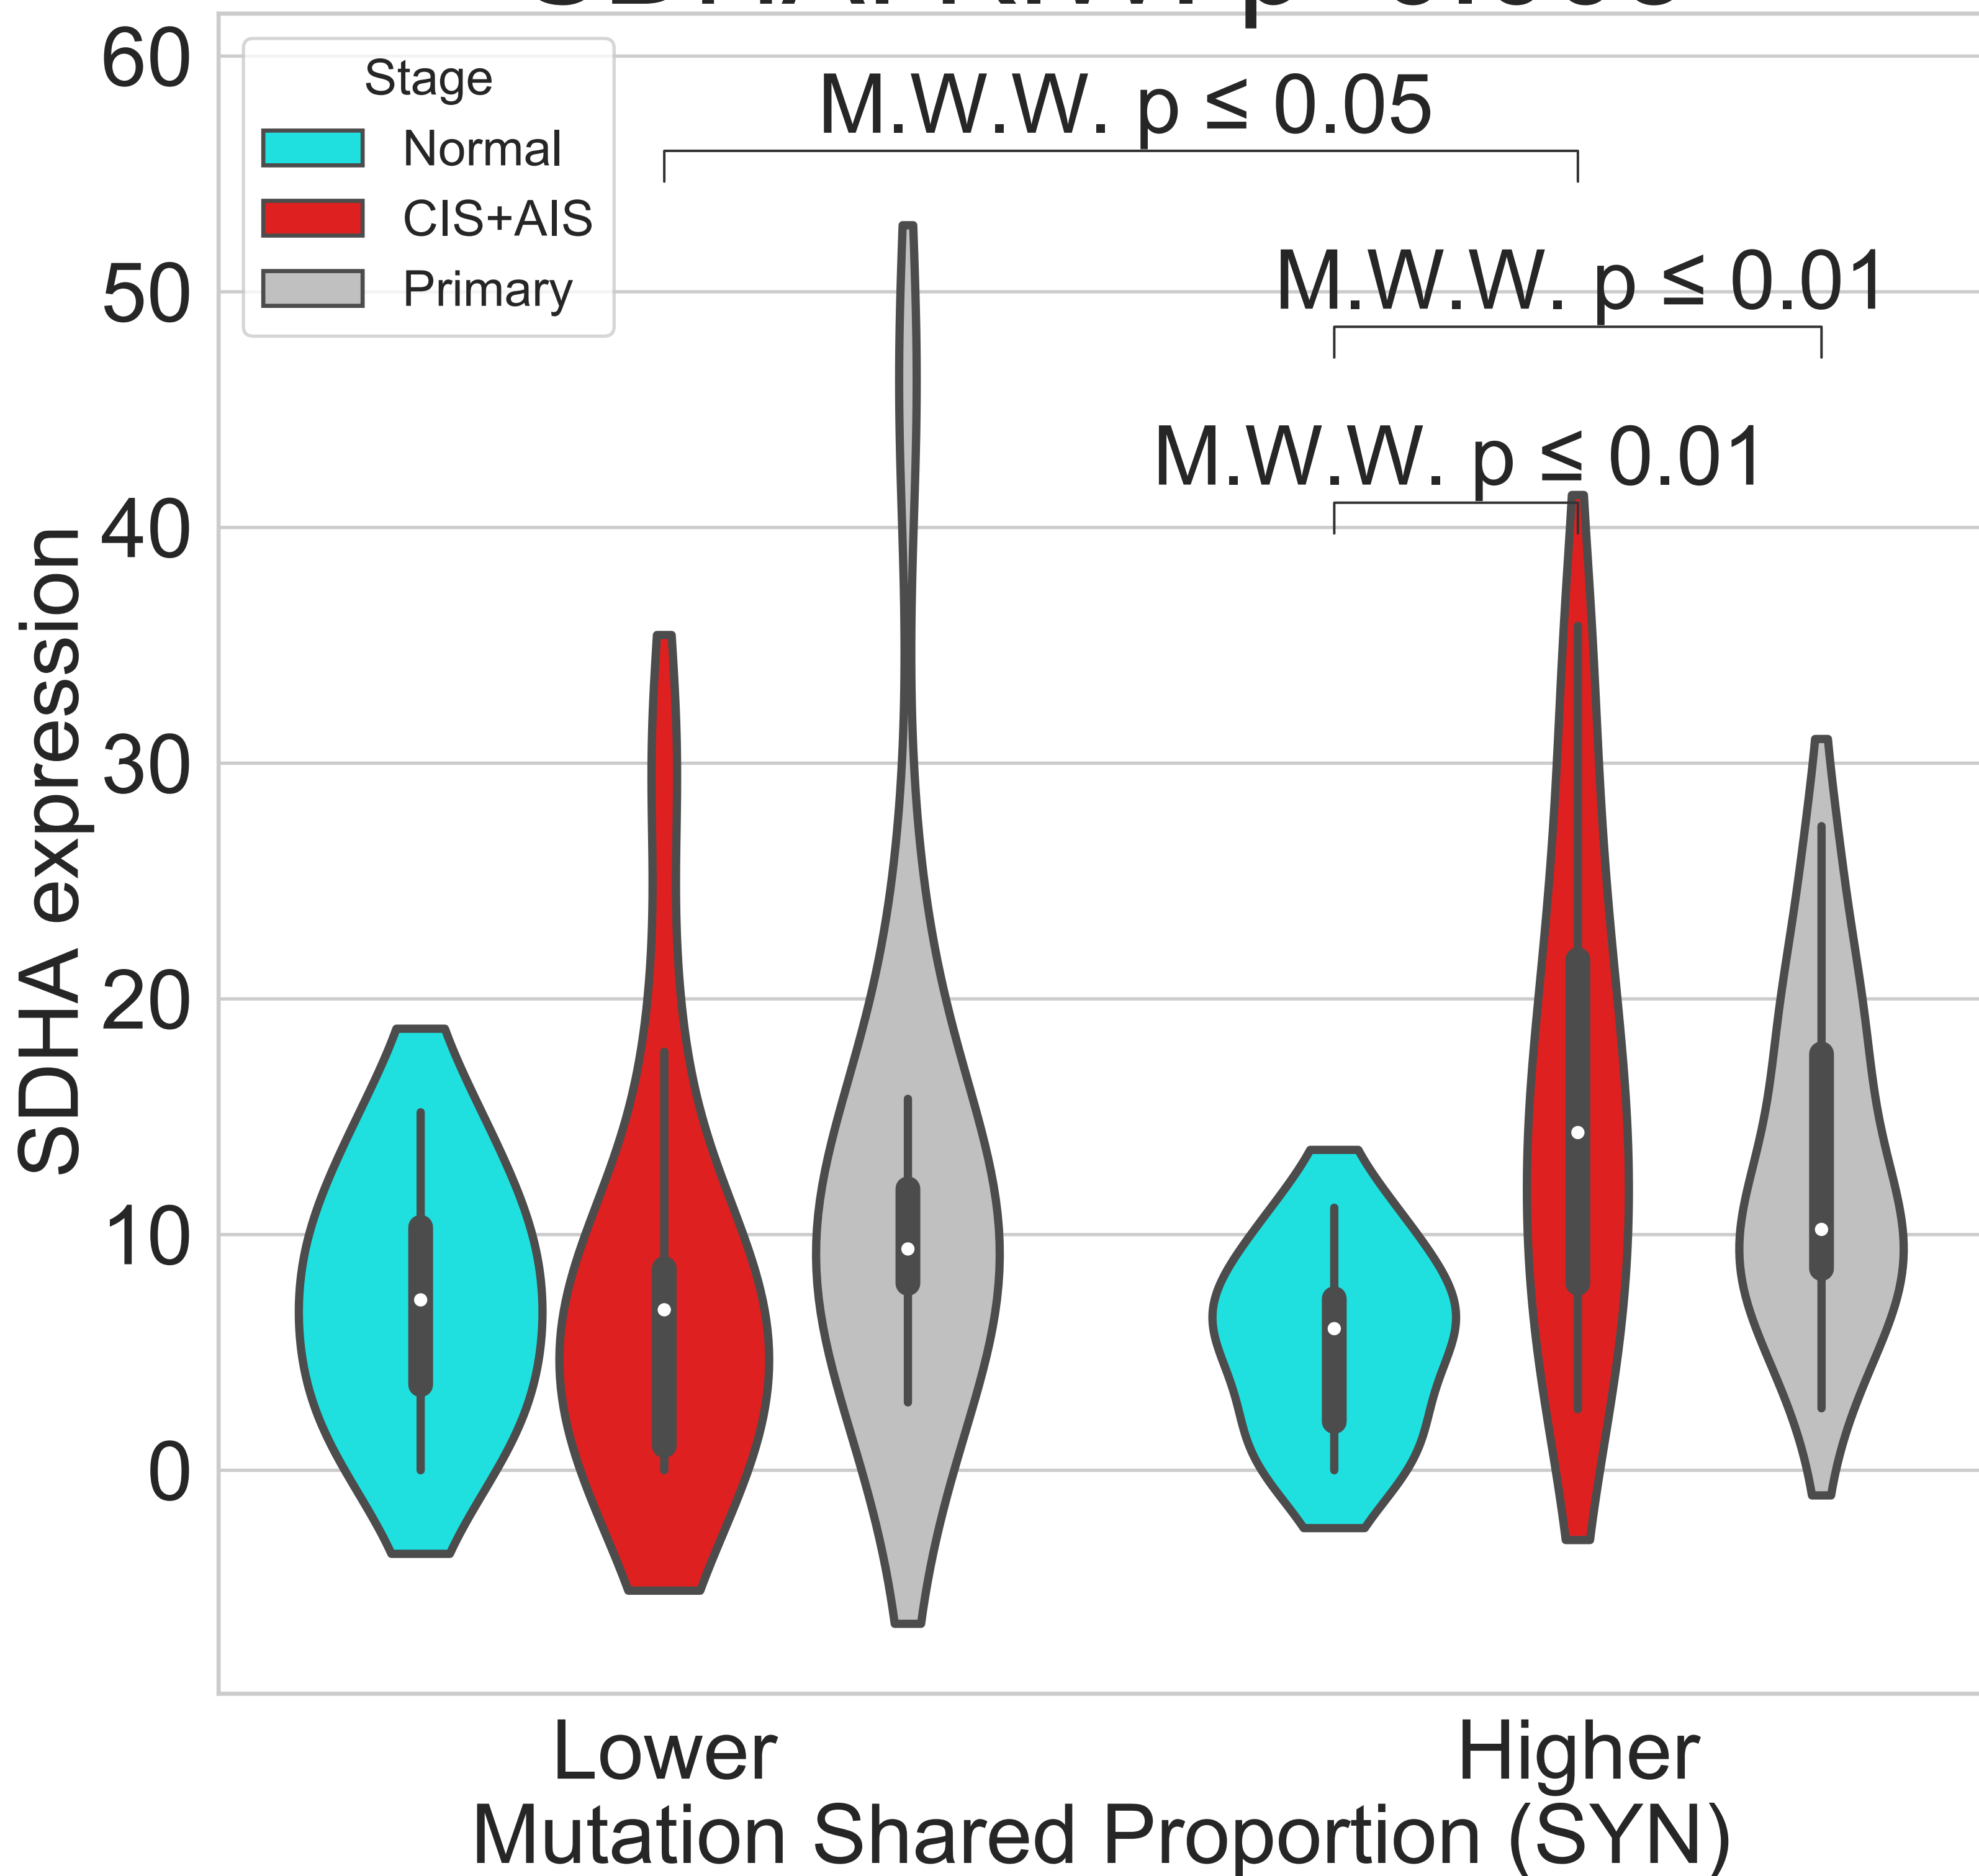 60
50
40
30
20
10
0
SDHA expression
Stage
Normal
CIS+AIS
Primary
M.W.W. p ≤ 0.05
M.W.W. p ≤ 0.01
M.W.W. p ≤ 0.01
Lower
Higher
Mutation Shared Proportion (SYN)